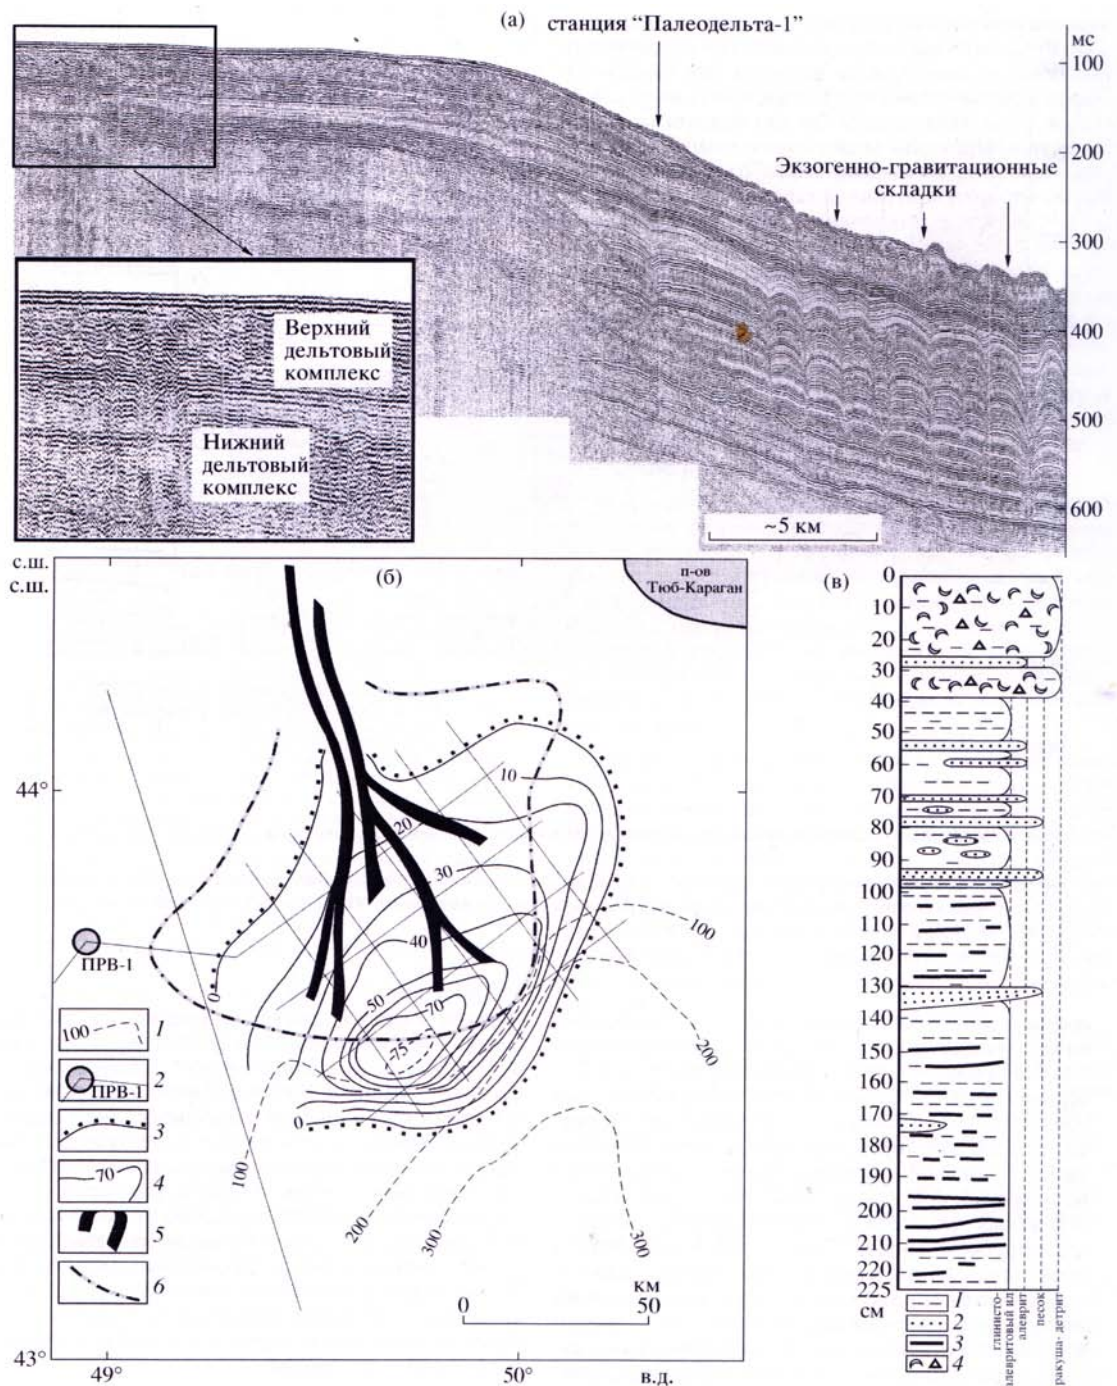 (а)
станция “Палеодельта-1”
мс
100
200
Экзогенно-гравитационные
складки
300
400
500
600
Верхний
дельтовый
комплекс
Нижний
дельтовый
комплекс
~5 км
с.ш.
с.ш.
(б)
п-ов
Тюб-Караган
44°
10
20
30
40
50
70
75
100
200
ПРВ-1
0
0
100
200
300
300
100 1
ПРВ-1 2
3
70 4
5
6
км
0 50
43°
49° 50° в.д.
(в)
0
10
20
30
40
50
60
70
80
90
100
110
120
130
140
150
160
170
180
190
200
210
220
225
см
1
2
3
4
глинисто-
алевритовый ил
алеврит
песок
ракуша- детрит